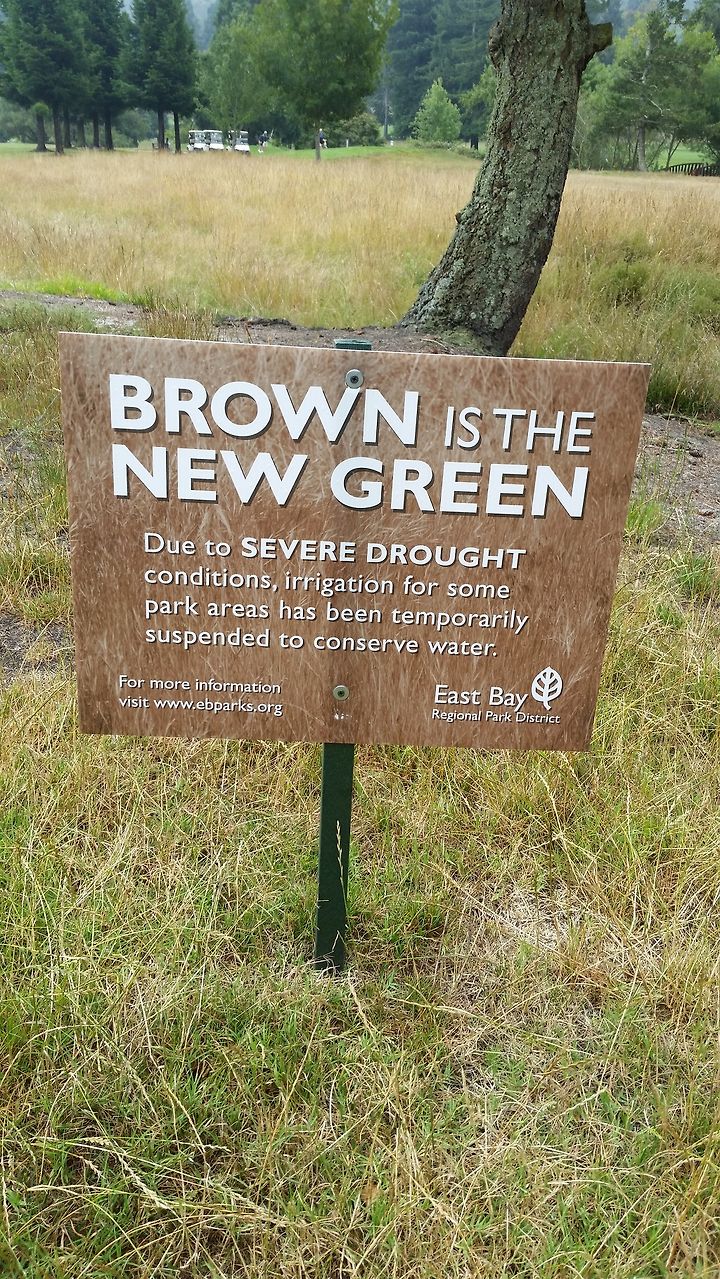 BROWN IS THE
NEW GREEN
Due to SEVERE DROUGHT
conditions, irrigation for some
park areas has been temporarily
suspended to conserve water.
For more information
visit www.ebparks.org
East Bay
Regional Park District